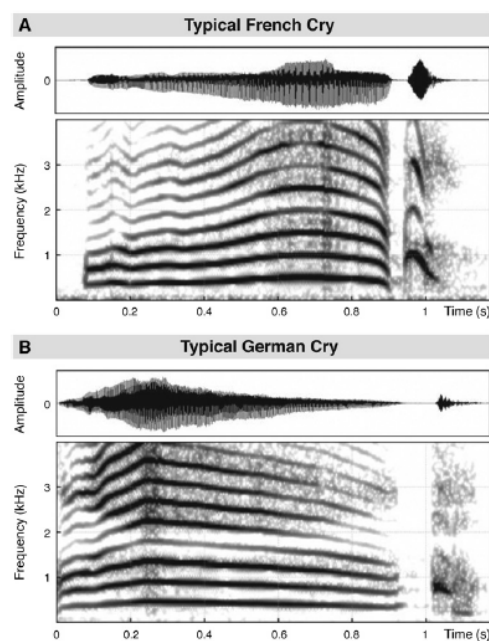 A Typical French Cry
Amplitude
0
Frequency (kHz)
3
2
1
0 0.2 0.4 0.6 0.8 1 Time (s)
B Typical German Cry
Amplitude
0
Frequency (kHz)
3
2
1
0 0.2 0.4 0.6 0.8 1 Time (s)